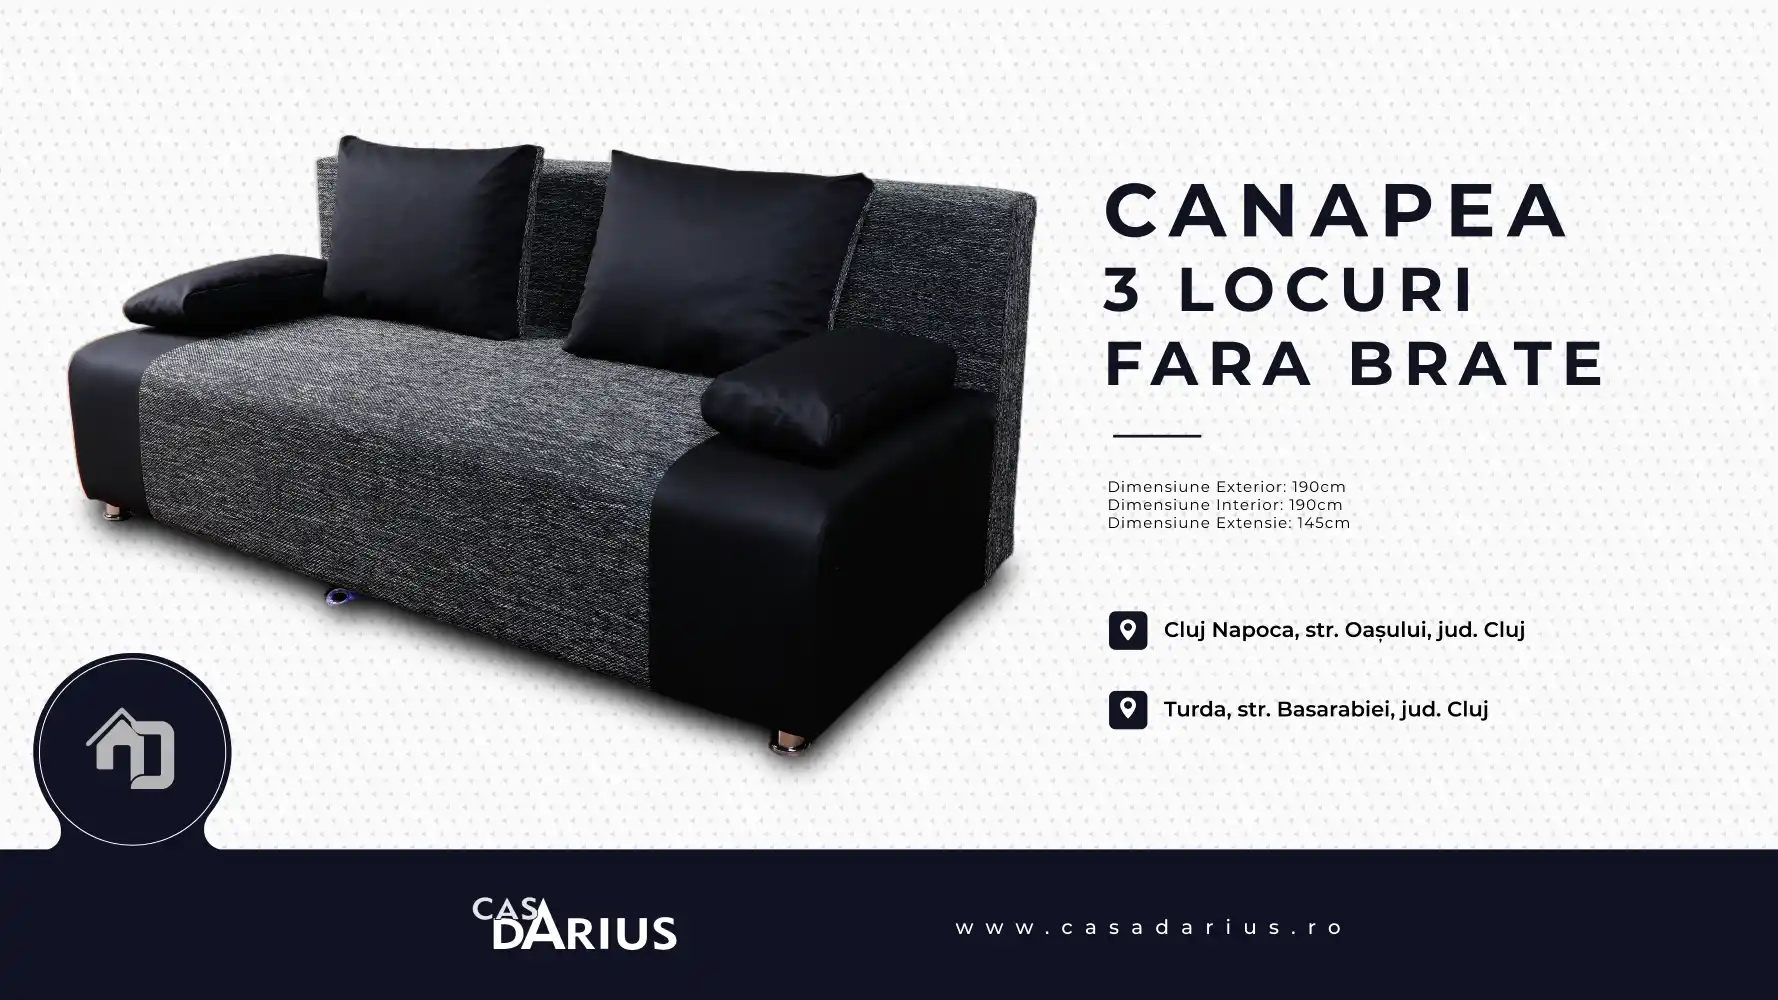 CANAPEA
3 LOCURI
FARA BRATE
Dimensiune Exterior: 190cm
Dimensiune Interior: 190cm
Dimensiune Extensie: 145cm
Cluj Napoca, str. Oașului, jud. Cluj
Turda, str. Basarabiei, jud. Cluj
CASA
DARIUS
www.casadarius.ro